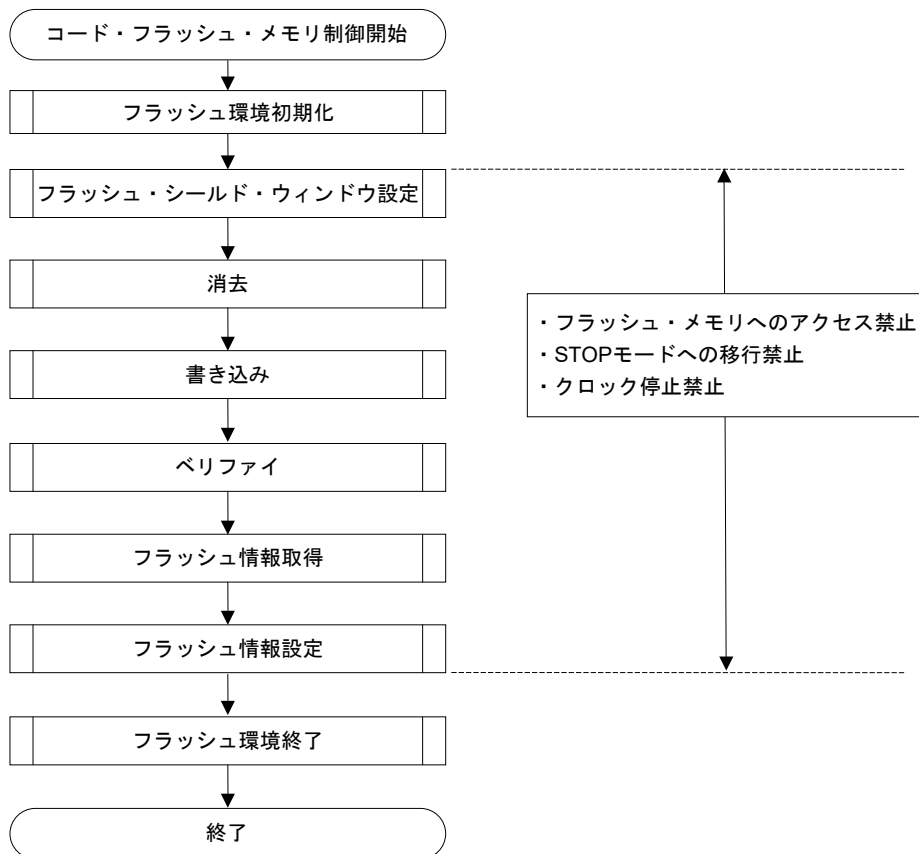 コード・フラッシュ・メモリ制御開始
フラッシュ環境初期化
フラッシュ・シールド・ウィンドウ設定
消去
書き込み
ベリファイ
フラッシュ情報取得
フラッシュ情報設定
フラッシュ環境終了
終了
・フラッシュ・メモリへのアクセス禁止
・STOPモードへの移行禁止
・クロック停止禁止